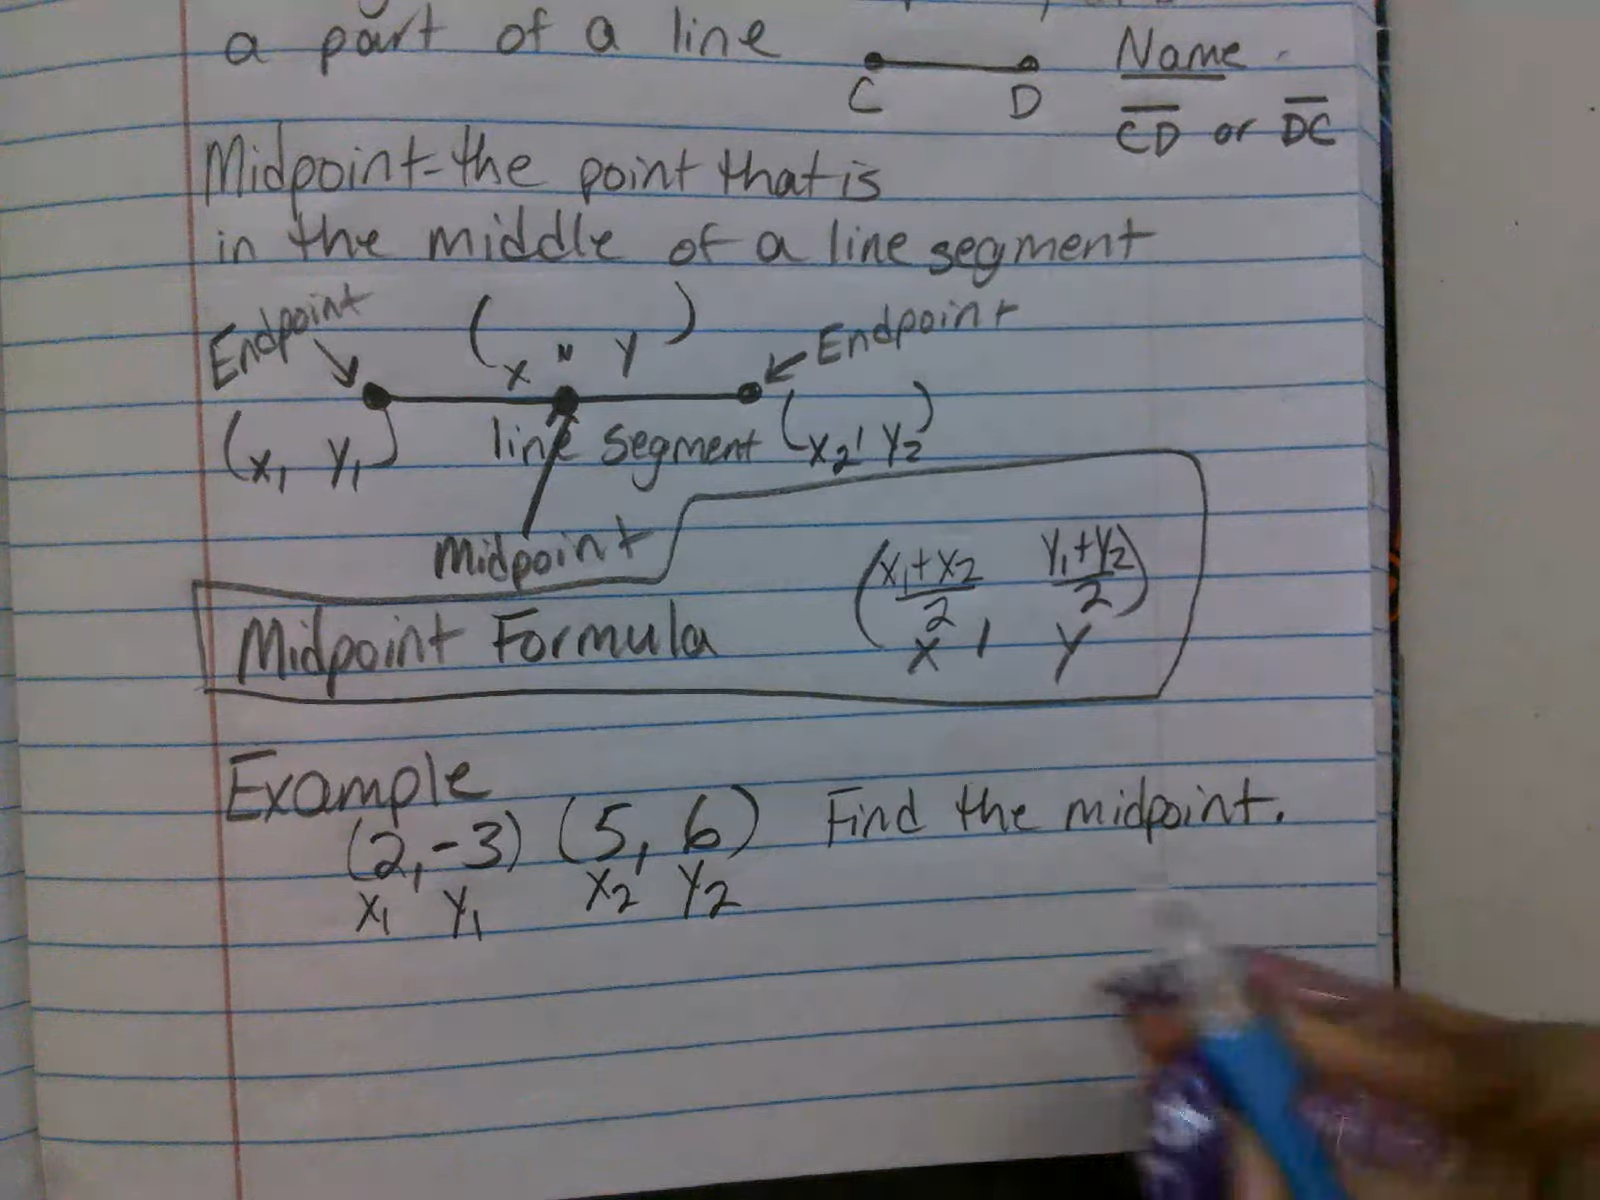 a part of a line
C D
Name
CD or DC
Midpoint-the point that is
in the middle of a line segment
Endpoint
(x, y)
Endpoint
(x₁ y₁)
line segment
(x₂, y₂)
Midpoint
Midpoint Formula
(x₁+x₂/2, y₁+y₂/2)
x y
Example
(2,-3) (5, 6) Find the midpoint.
x₁ y₁ x₂ y₂